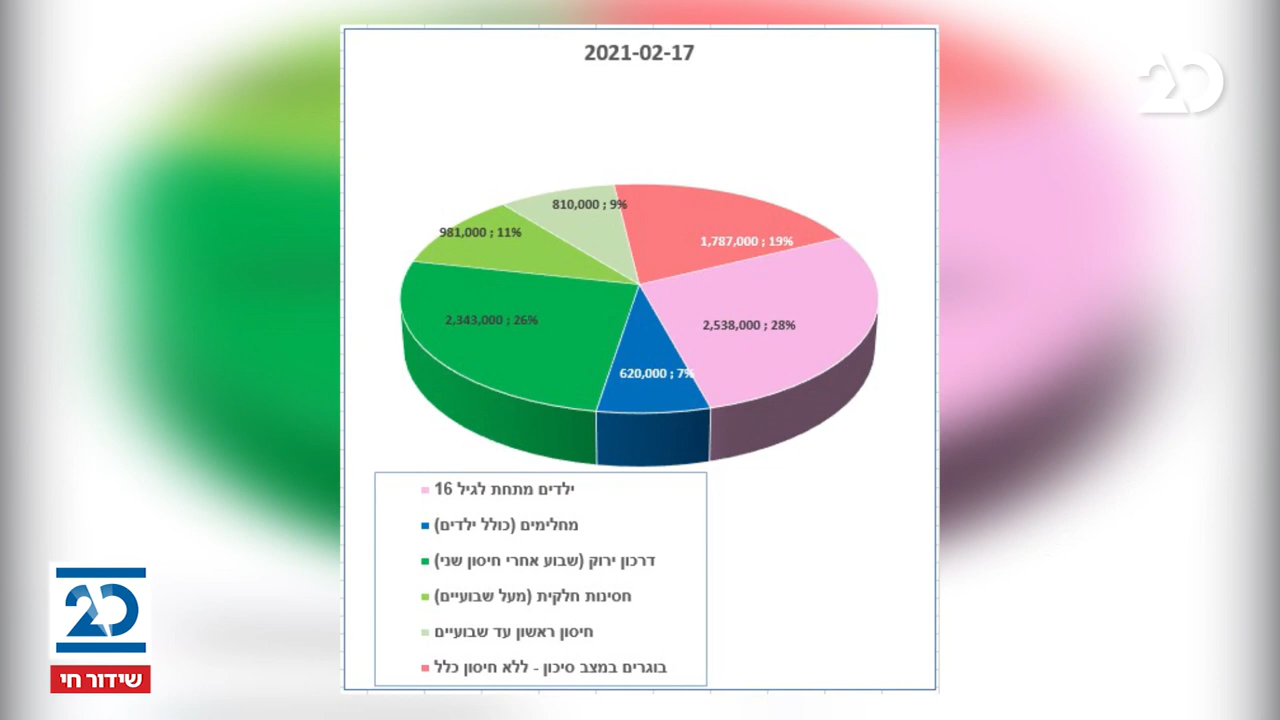 2021-02-17
20
810,000 ; 9%
981,000 ; 11%
1,787,000 ; 19%
2,343,000 ; 26%
2,538,000 ; 28%
620,000 ; 7%
ילדים מתחת לגיל 16
מחלימים (כולל ילדים)
דרכון ירוק (שבוע אחרי חיסון שני)
חסינות חלקית (מעל שבועיים)
חיסון ראשון עד שבועיים
בוגרים במצב סיכון - ללא חיסון כלל
20
שידור חי